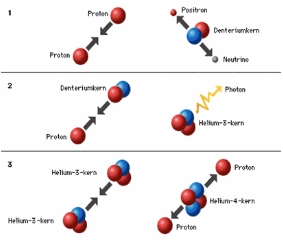 1
Proton
Proton
Positron
Deuteriumkern
Neutrino
2
Deuteriumkern
Proton
Photon
Helium-3-kern
3
Helium-3-kern
Helium-3-kern
Proton
Helium-4-kern
Proton